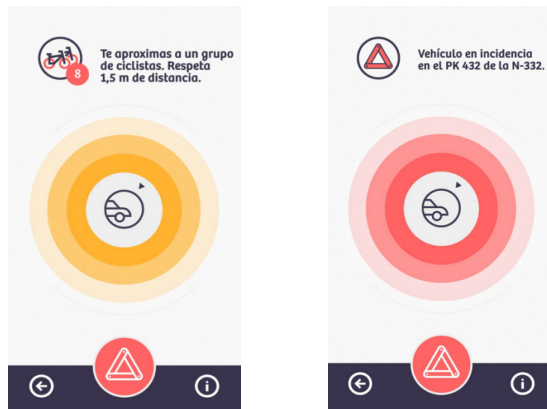 Te aproximas a un grupo
de ciclistas. Respeta
1,5 m de distancia.
8
Vehículo en incidencia
en el PK 432 de la N-332.